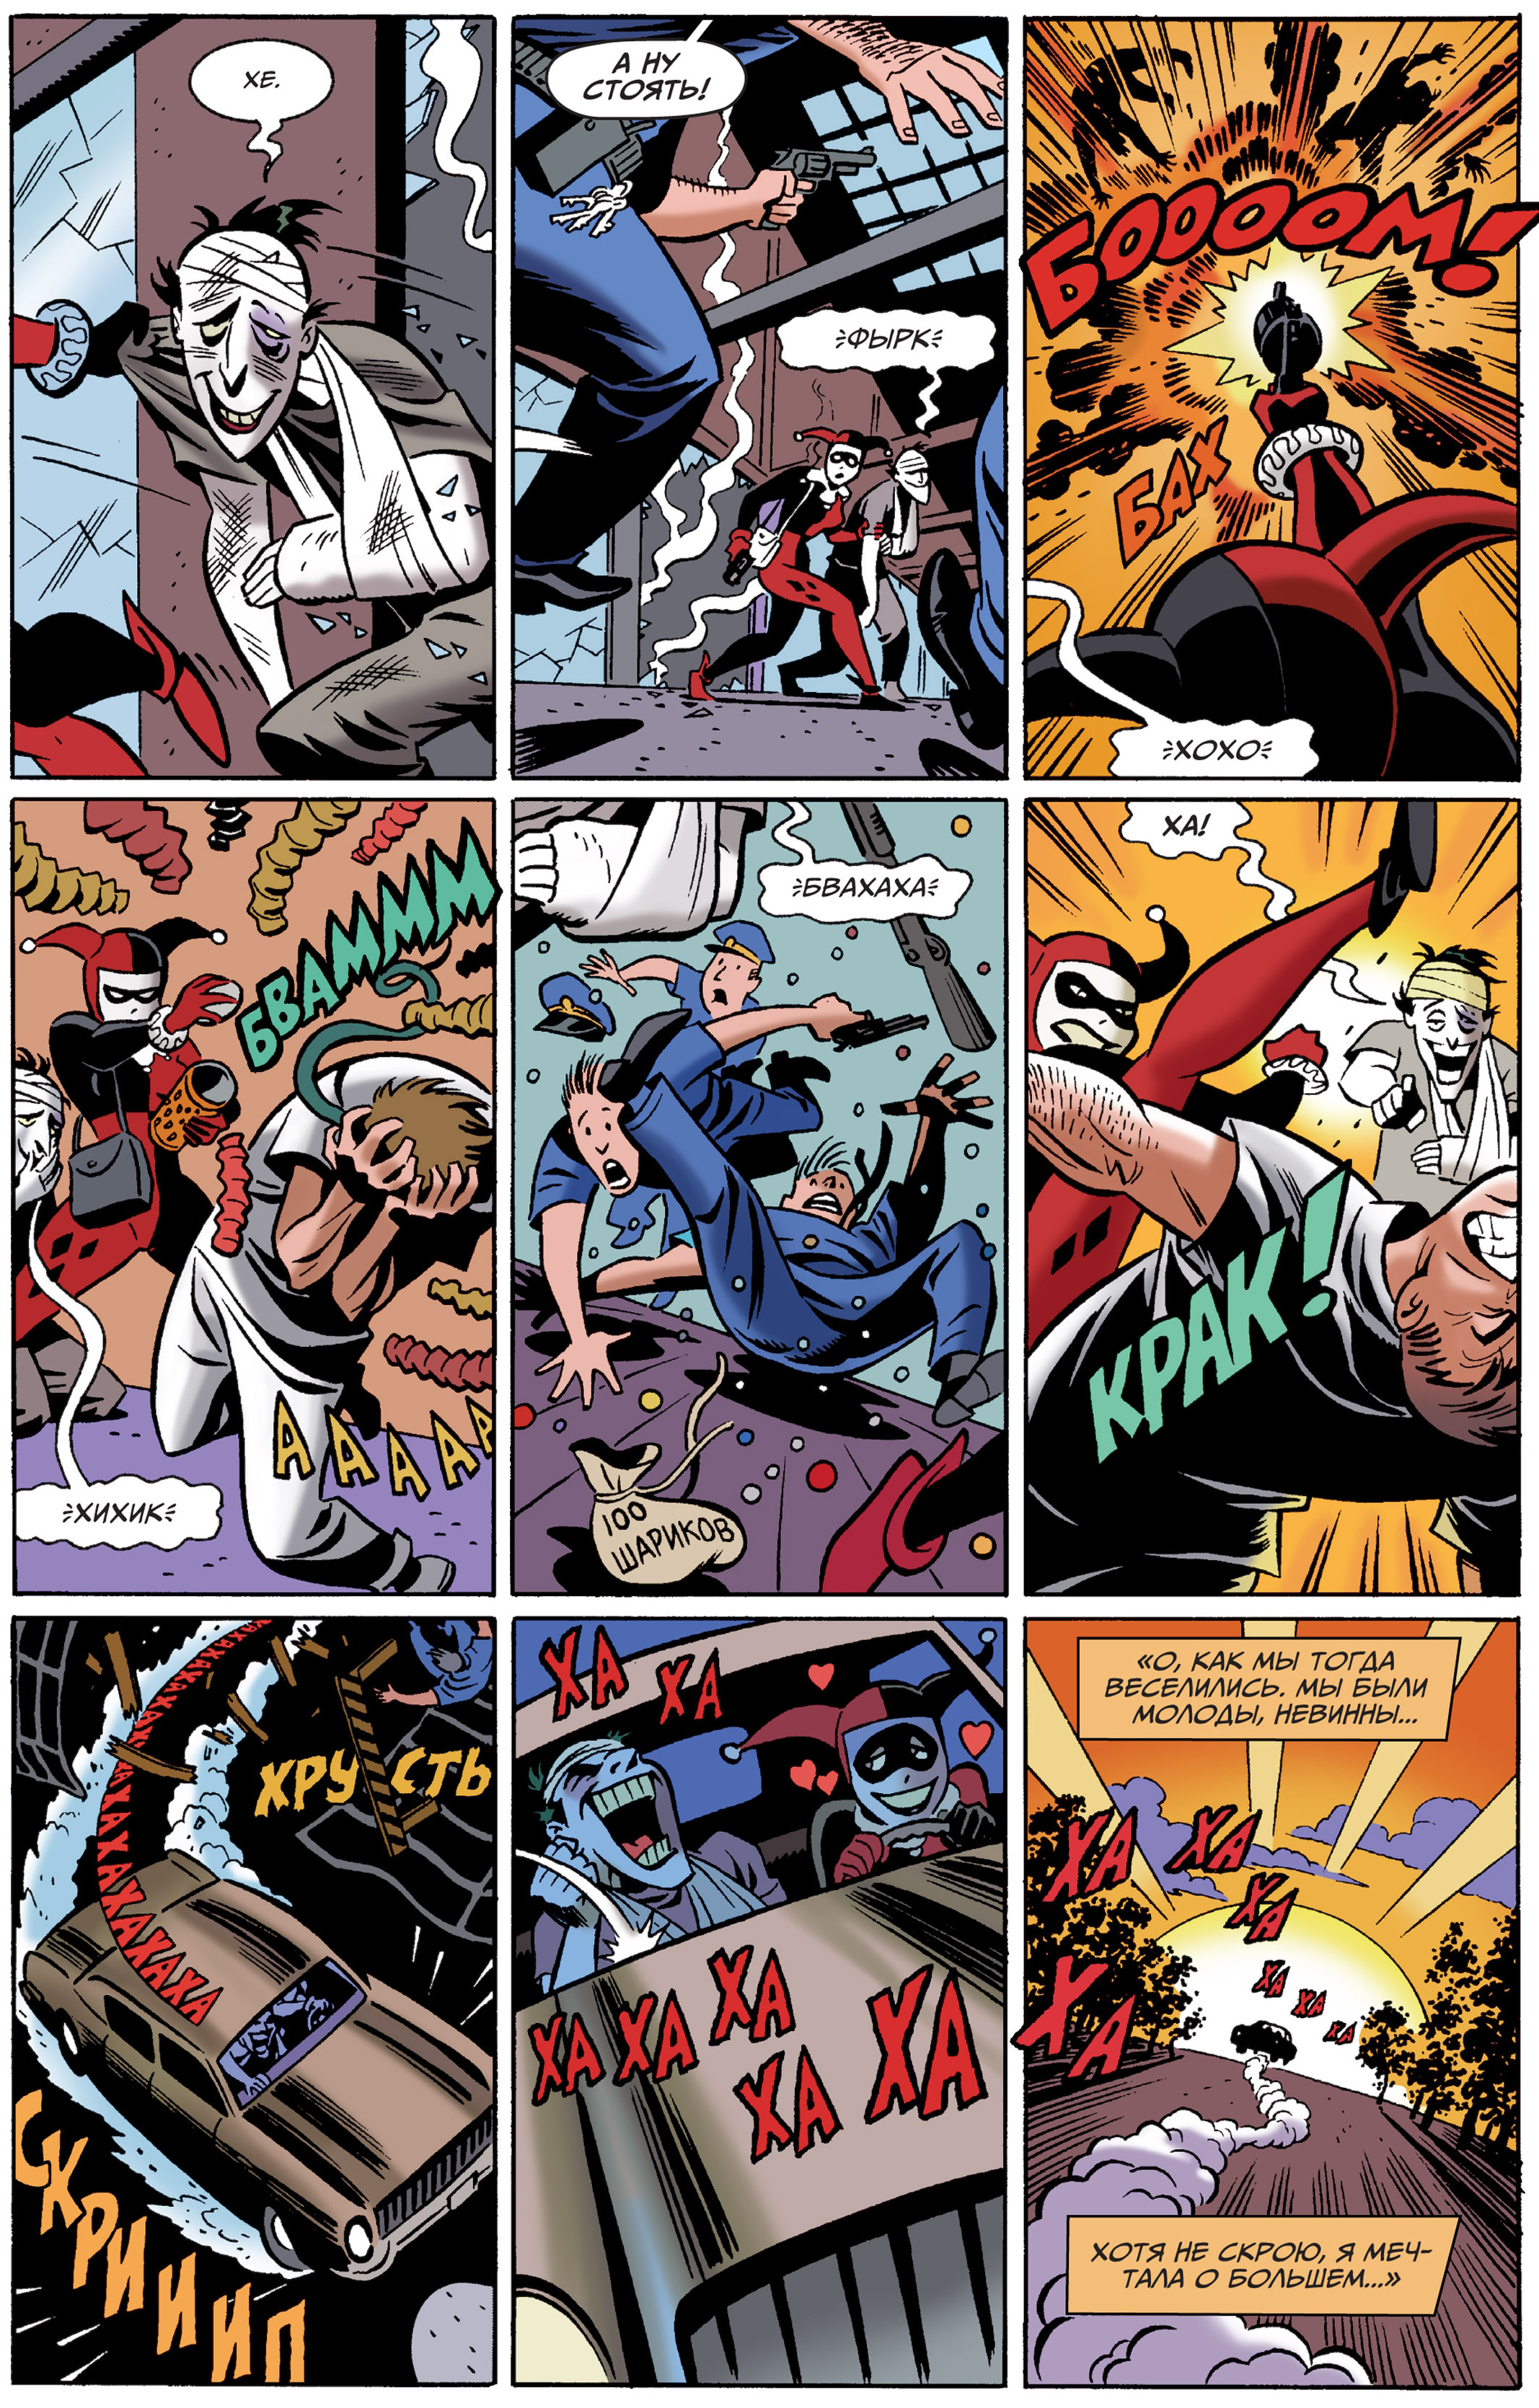 ХЕ.
А НУ
СТОЯТЬ!
ФЫРК
БООООМ!
БАХ
ХОХО
БВАМММ
ААААА
ХИХИК
БВАХАХА
100
ШАРИКОВ
ХА!
КРАК!
ХАХАХАХАХАХАХАХАХАХАХА
ХРУСТЬ
СКРИИИП
ХА ХА
ХА ХА ХА
ХА ХА
«О, КАК МЫ ТОГДА
ВЕСЕЛИЛИСЬ. МЫ БЫЛИ
МОЛОДЫ, НЕВИННЫ...
ХА ХА
ХА
ХА
ХА ХА ХА
ХОТЯ НЕ СКРОЮ, Я МЕЧ-
ТАЛА О БОЛЬШЕМ...»